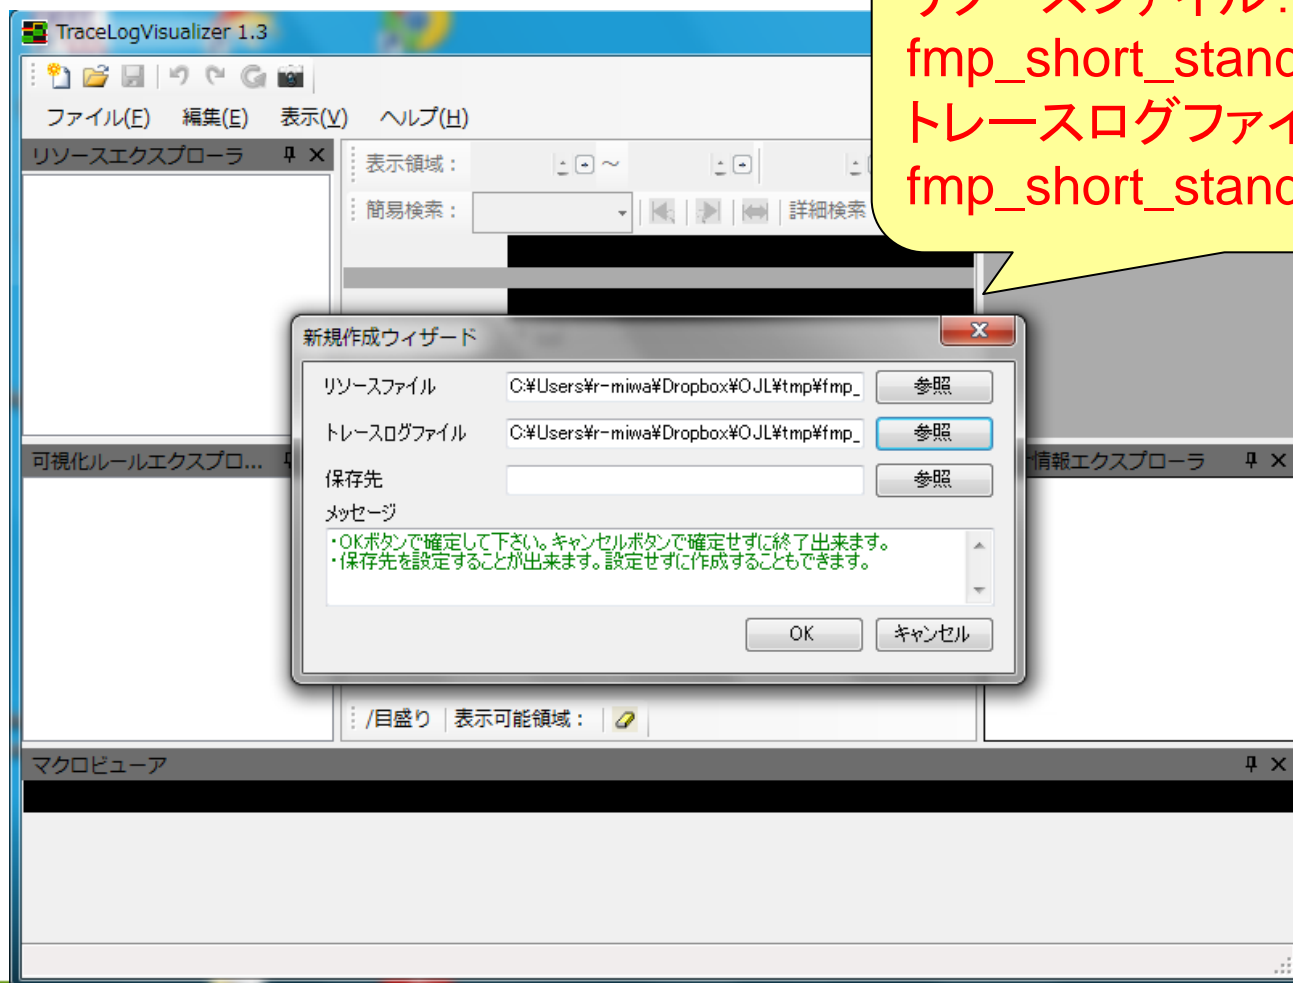 TraceLogVisualizer 1.3
リソースファイル:
fmp_short_stand
トレースログファイ
fmp_short_stand
ファイル(F) 編集(E) 表示(V) ヘルプ(H)
リソースエクスプローラ
表示領域: ～
簡易検索: 詳細検索
新規作成ウィザード
リソースファイル C:¥Users¥r-miwa¥Dropbox¥OJL¥tmp¥fmp_ 参照
トレースログファイル C:¥Users¥r-miwa¥Dropbox¥OJL¥tmp¥fmp_ 参照
保存先 参照
メッセージ
・OKボタンで確定して下さい。キャンセルボタンで確定せずに終了出来ます。
・保存先を設定することが出来ます。設定せずに作成することもできます。
OK キャンセル
可視化ルールエクスプロ...
情報エクスプローラ
/目盛り 表示可能領域:
マクロビューア